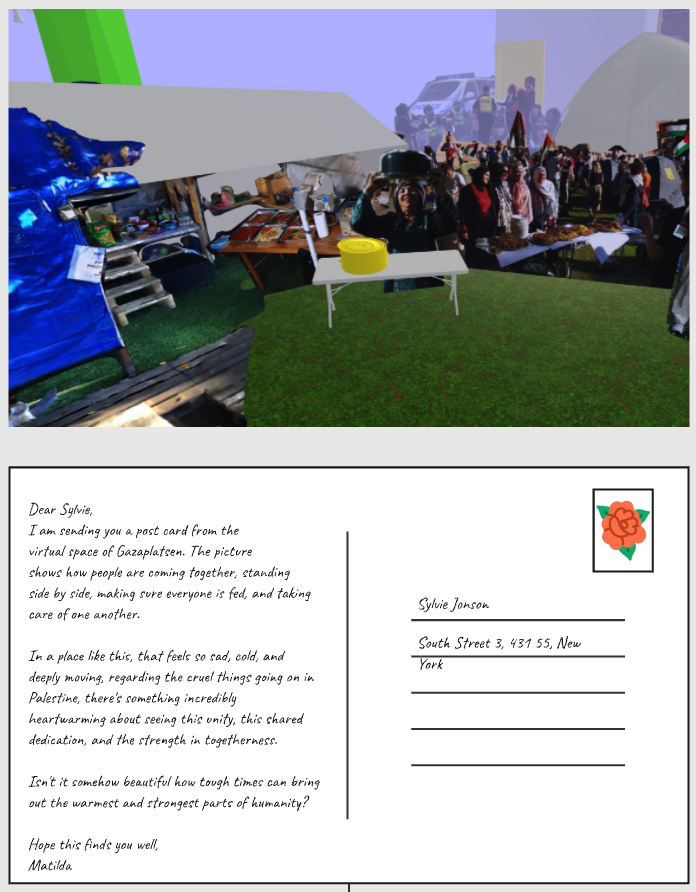 Dear Sylvie,
I am sending you a post card from the
virtual space of Gazaplatsen. The picture
shows how people are coming together, standing
side by side, making sure everyone is fed, and taking
care of one another.
In a place like this, that feels so sad, cold, and
deeply moving, regarding the cruel things going on in
Palestine, there's something incredibly
heartwarming about seeing this unity, this shared
dedication, and the strength in togetherness.
Isn't it somehow beautiful how tough times can bring
out the warmest and strongest parts of humanity?
Hope this finds you well,
Matilda
Sylvie Jonson
South Street 3, 431 55, New
York